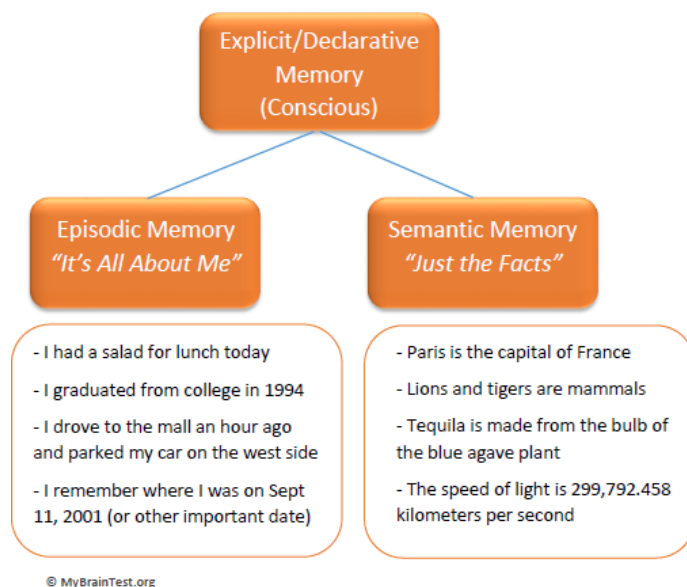 Explicit/Declarative
Memory
(Conscious)
Episodic Memory
“It’s All About Me”
Semantic Memory
“Just the Facts”
- I had a salad for lunch today
- I graduated from college in 1994
- I drove to the mall an hour ago
and parked my car on the west side
- I remember where I was on Sept
11, 2001 (or other important date)
- Paris is the capital of France
- Lions and tigers are mammals
- Tequila is made from the bulb of
the blue agave plant
- The speed of light is 299,792.458
kilometers per second
© MyBrainTest.org